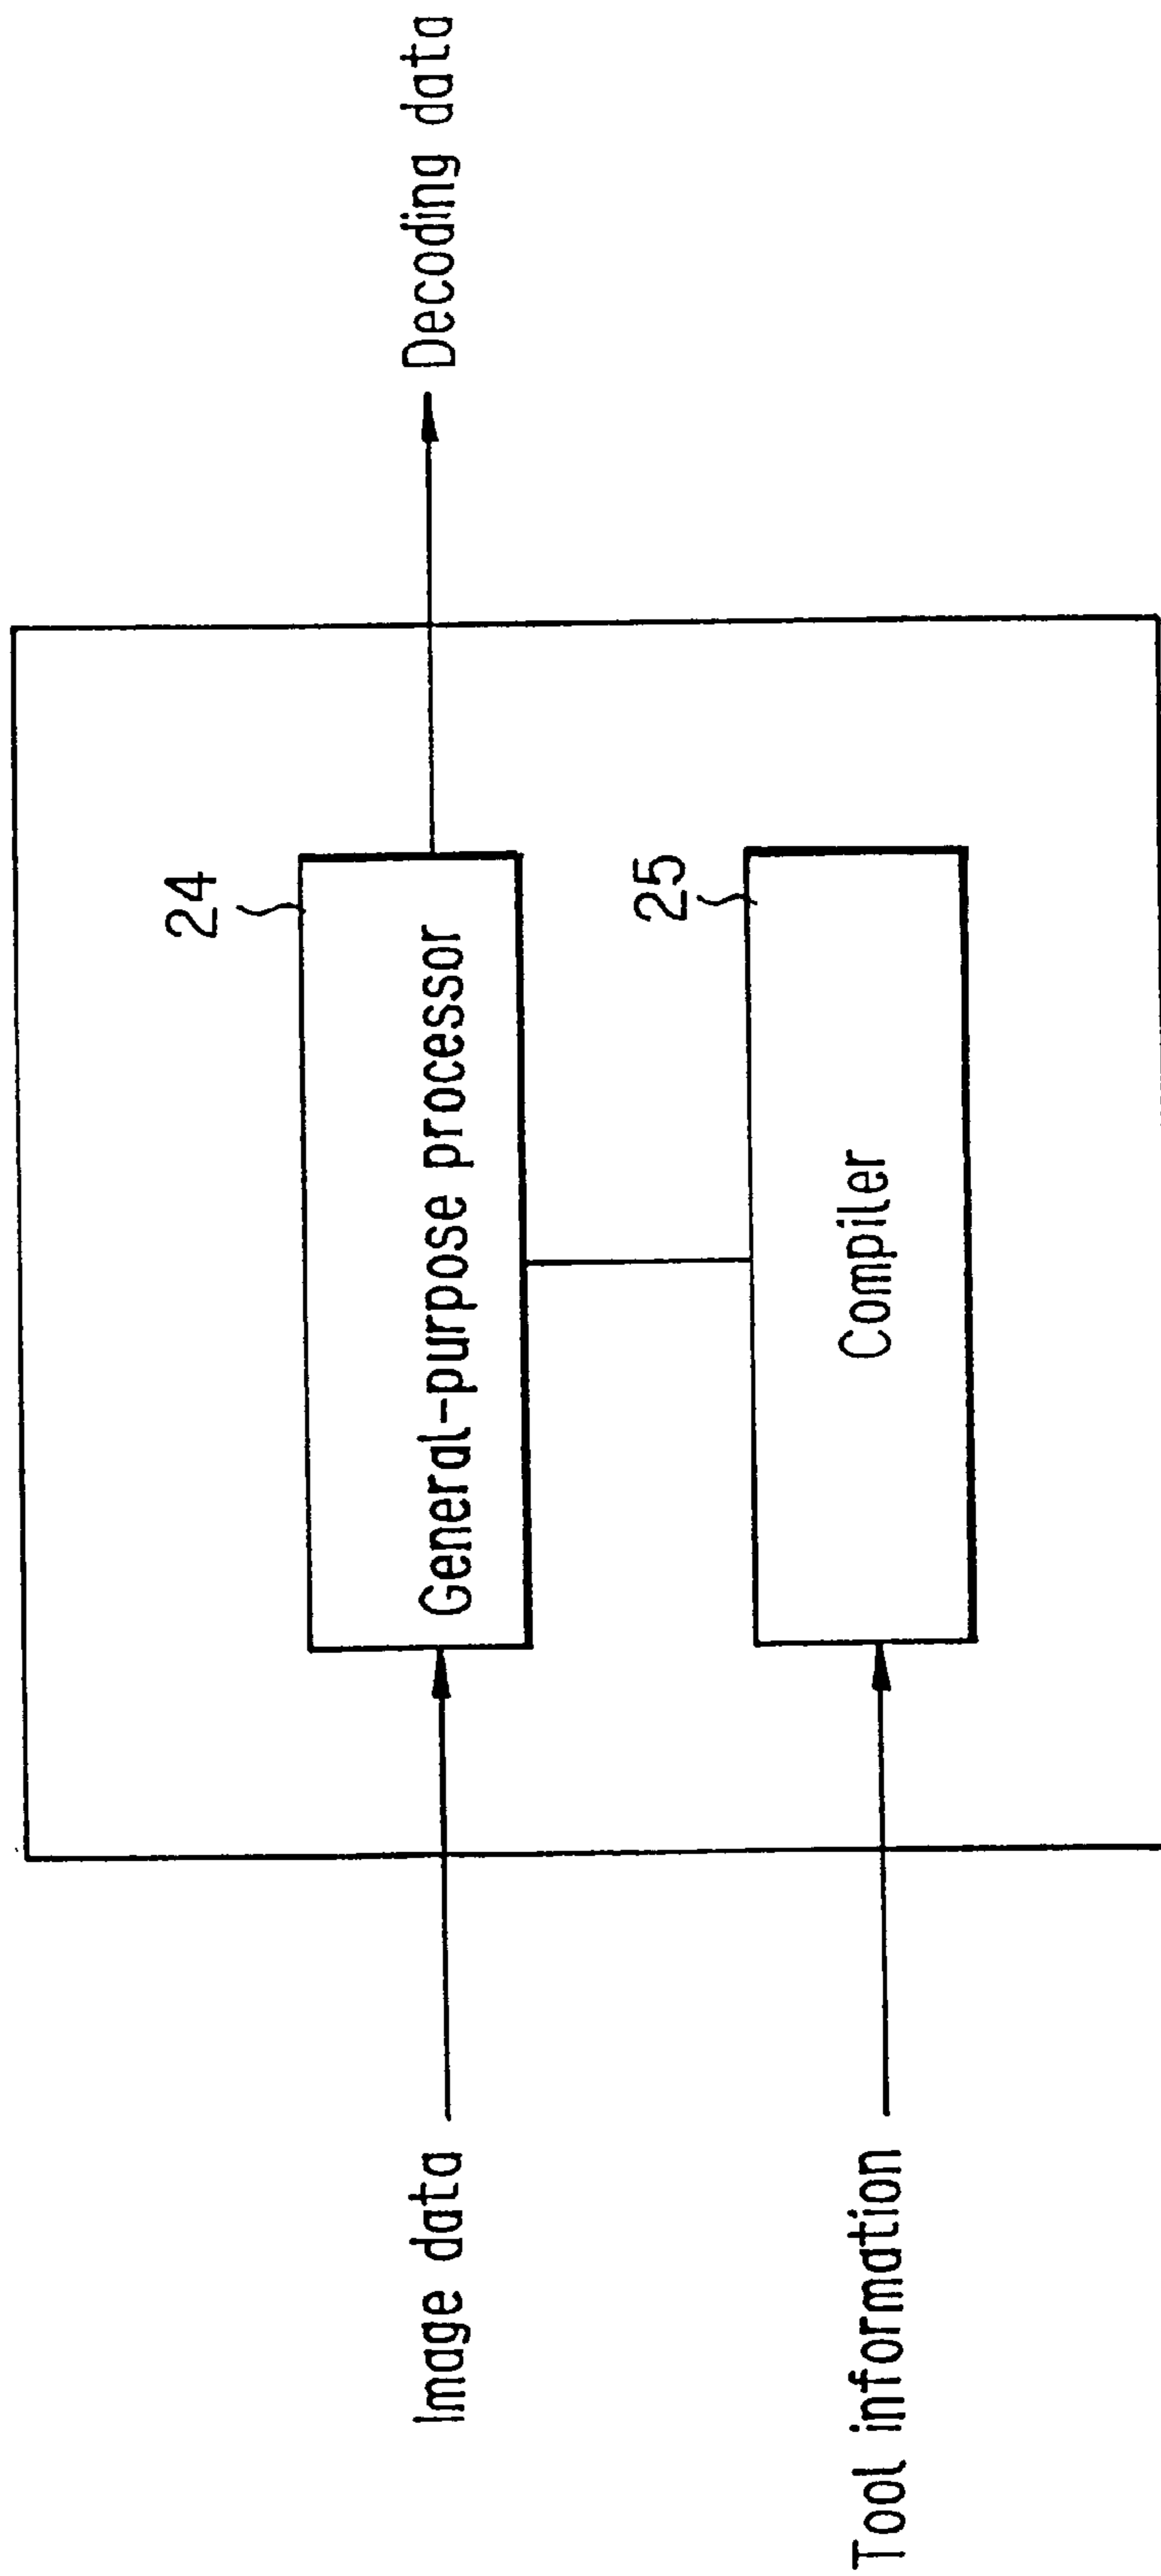 24
Image data
General-purpose processor
Decoding data
25
Tool information
Compiler